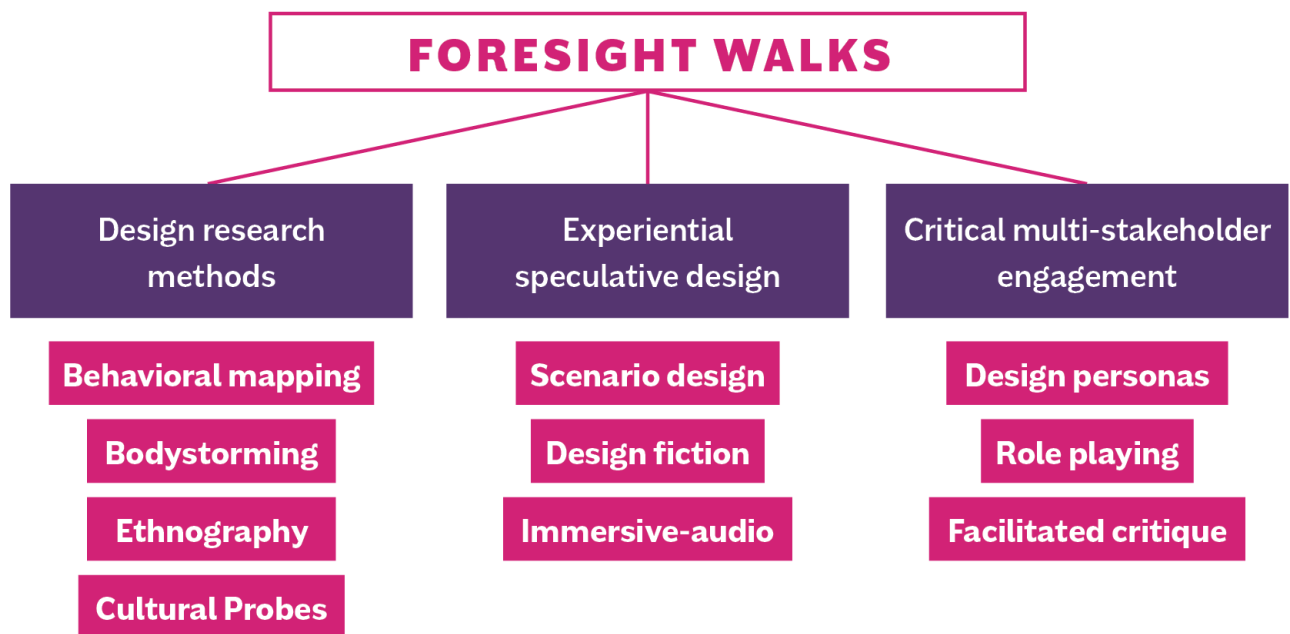 FORESIGHT WALKS
Design research
methods
Behavioral mapping
Bodystorming
Ethnography
Cultural Probes
Experiential
speculative design
Scenario design
Design fiction
Immersive-audio
Critical multi-stakeholder
engagement
Design personas
Role playing
Facilitated critique